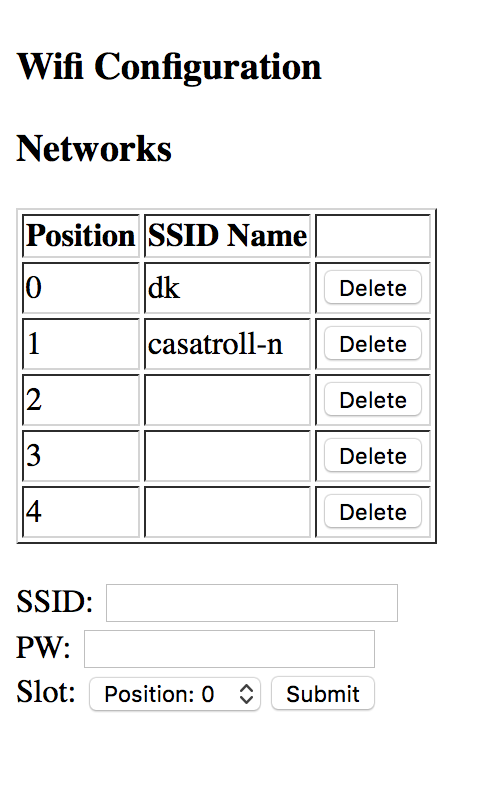 Wifi Configuration
Networks
Position SSID Name
0 dk Delete
1 casatroll-n Delete
2 Delete
3 Delete
4 Delete
SSID:
PW:
Slot: Position: 0 Submit